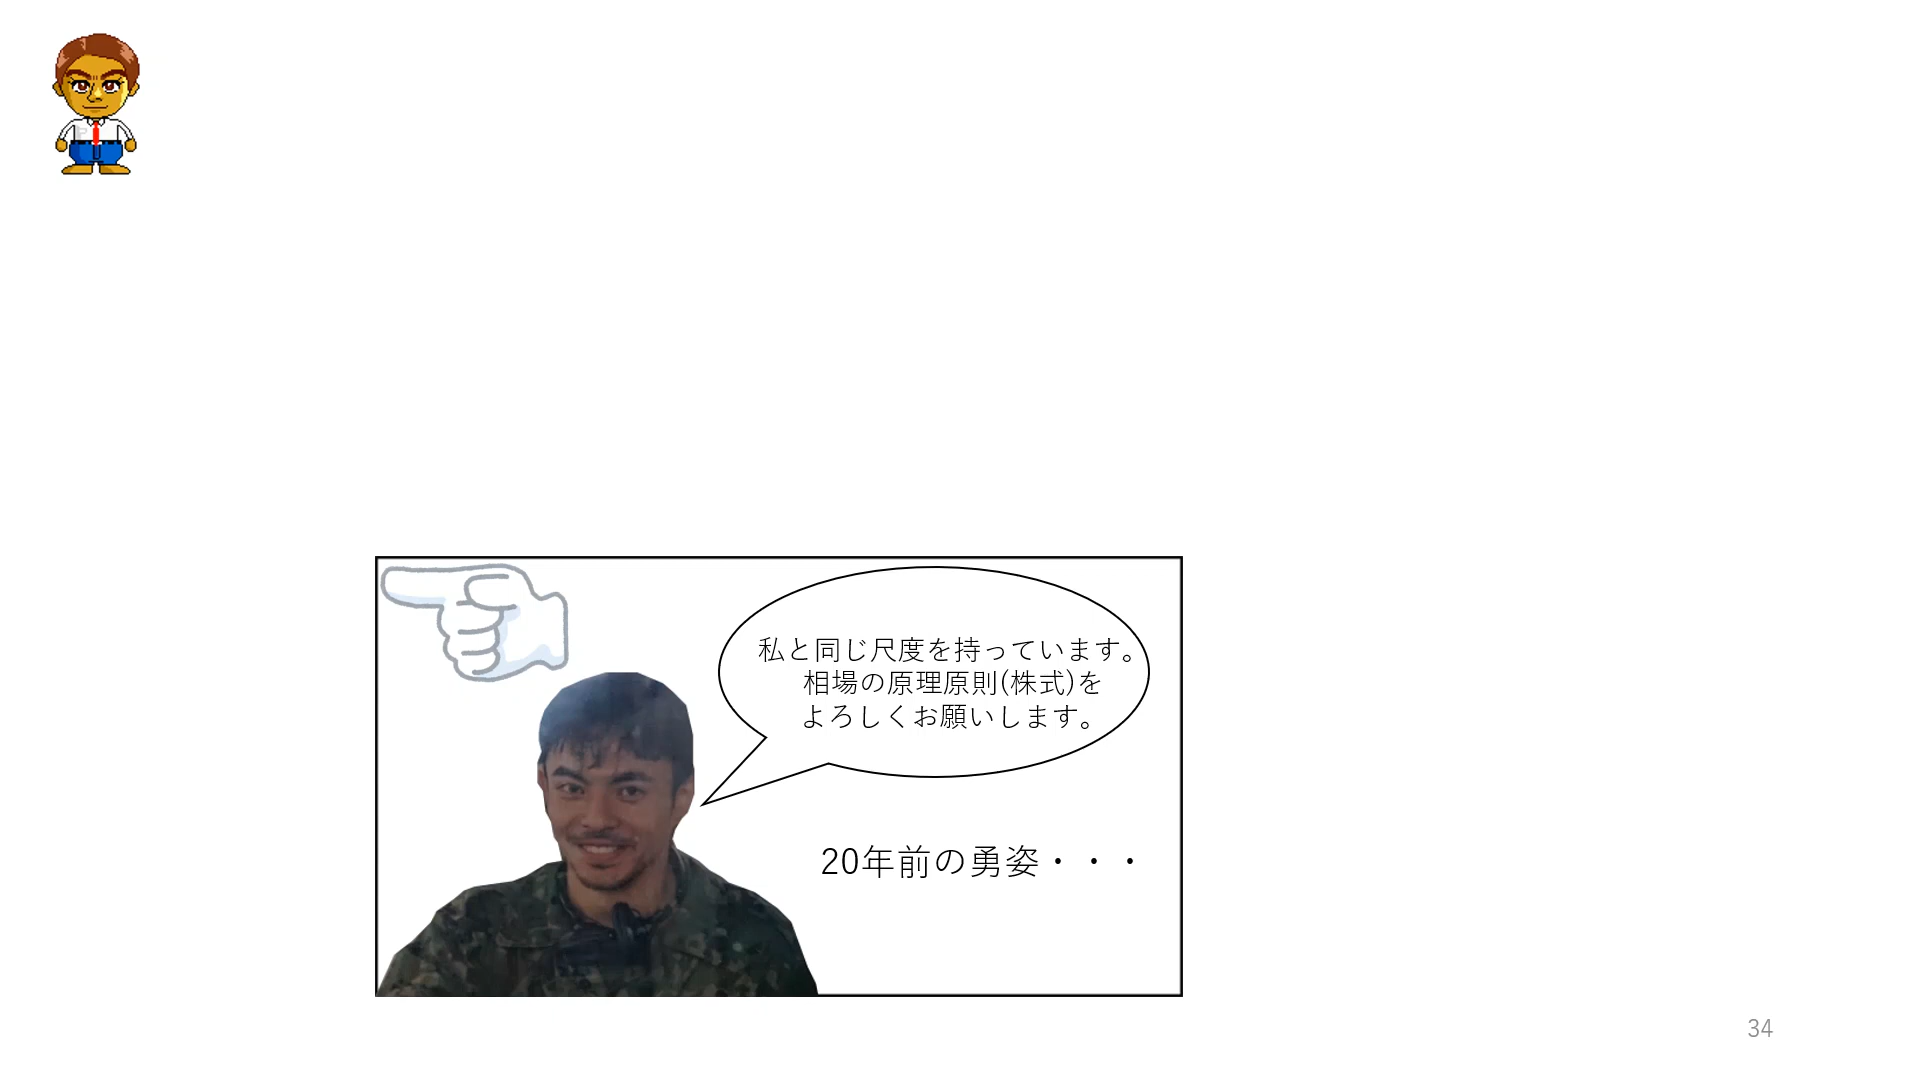 私と同じ尺度を持っています。
相場の原理原則(株式)を
よろしくお願いします。
20年前の勇姿・・・
34